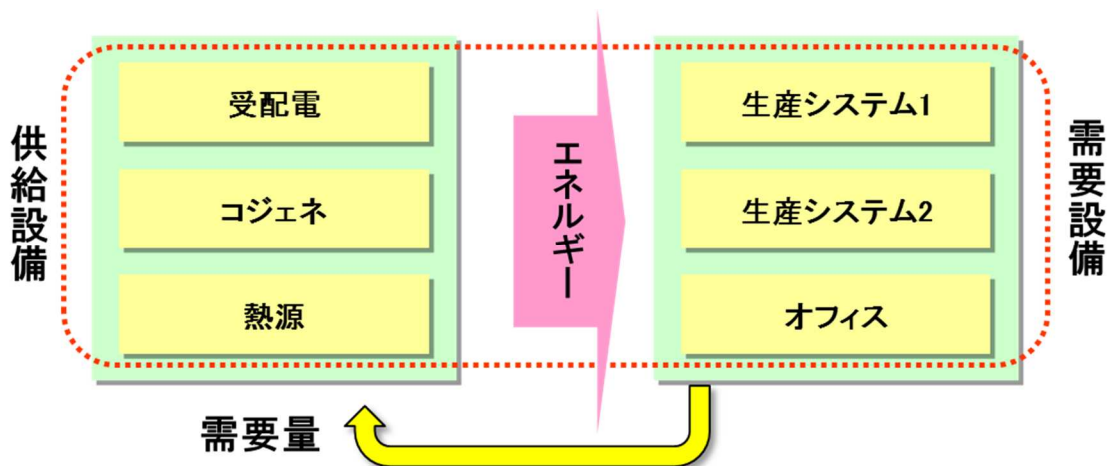 供給設備
受配電
コジェネ
熱源
エネルギー
生産システム1
生産システム2
オフィス
需要設備
需要量